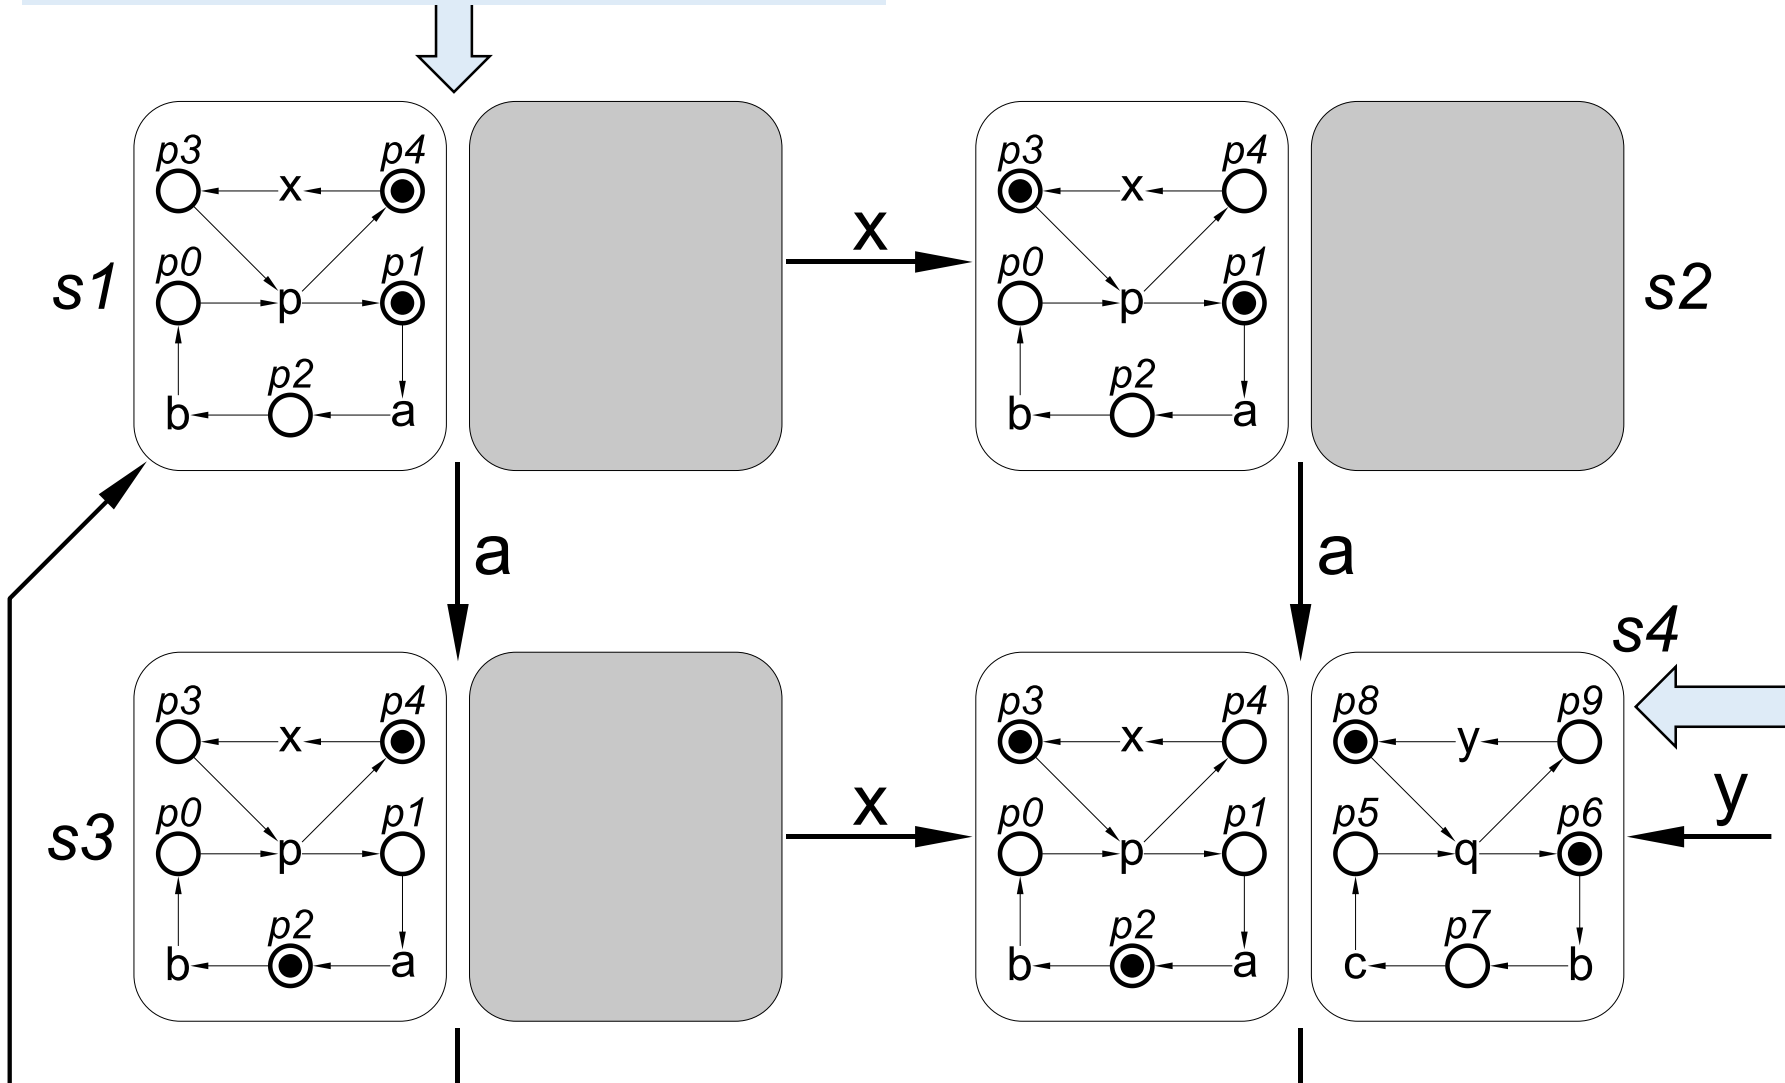 p3 p4 p3 p4
x x
x
p0 p1 p0 p1
s1 p p s2
p2 p2
b a b a
a a
s4
p3 p4 p3 p4 p8 p9
x x y
x y
p0 p1 p0 p1 p5 p6
s3 p p q
p2 p2 p7
b a b a c b